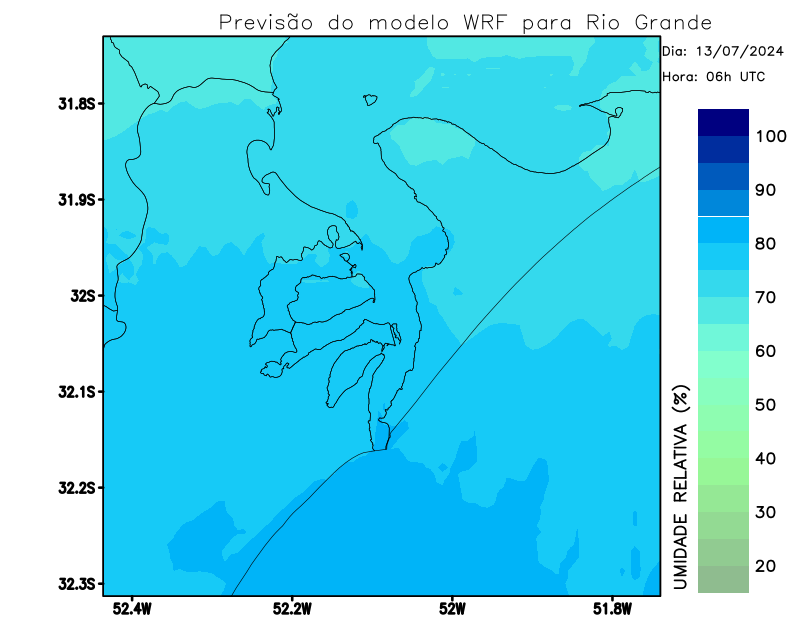 Previsão do modelo WRF para Rio Grande
Dia: 13/07/2024
Hora: 06h UTC
31.8S
31.9S
32S
32.1S
32.2S
32.3S
52.4W
52.2W
52W
51.8W
100
90
80
70
60
50
40
30
20
UMIDADE RELATIVA (%)